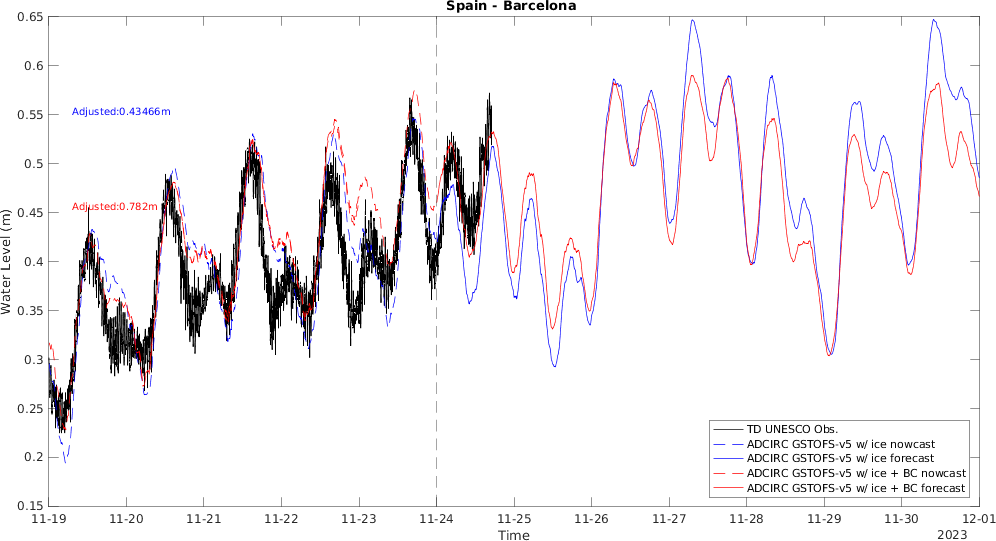 Spain - Barcelona
0.65
0.6
0.55
0.5
0.45
0.4
0.35
0.3
0.25
0.2
0.15
Water Level (m)
Adjusted:0.43466m
Adjusted:0.782m
TD UNESCO Obs.
ADCIRC GSTOFS-v5 w/ ice nowcast
ADCIRC GSTOFS-v5 w/ ice forecast
ADCIRC GSTOFS-v5 w/ ice + BC nowcast
ADCIRC GSTOFS-v5 w/ ice + BC forecast
11-19 11-20 11-21 11-22 11-23 11-24 11-25 11-26 11-27 11-28 11-29 11-30 12-01
Time
2023